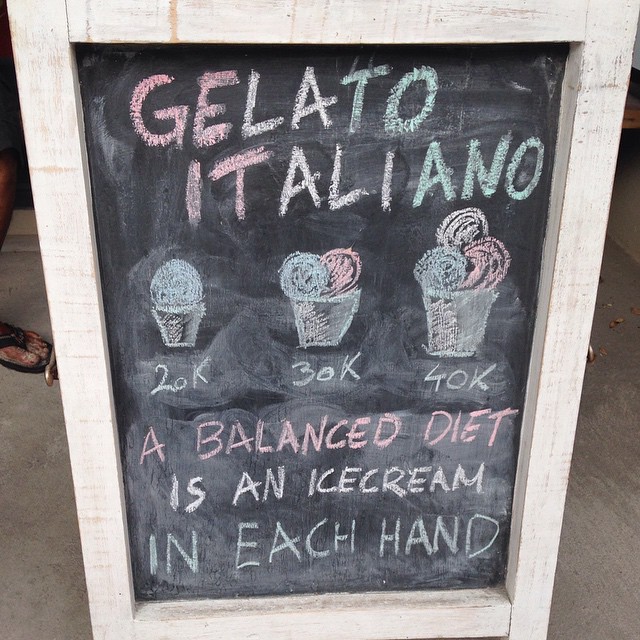 GELATO
ITALIANO
20K 30K 40K
A BALANCED DIET
IS AN ICECREAM
IN EACH HAND